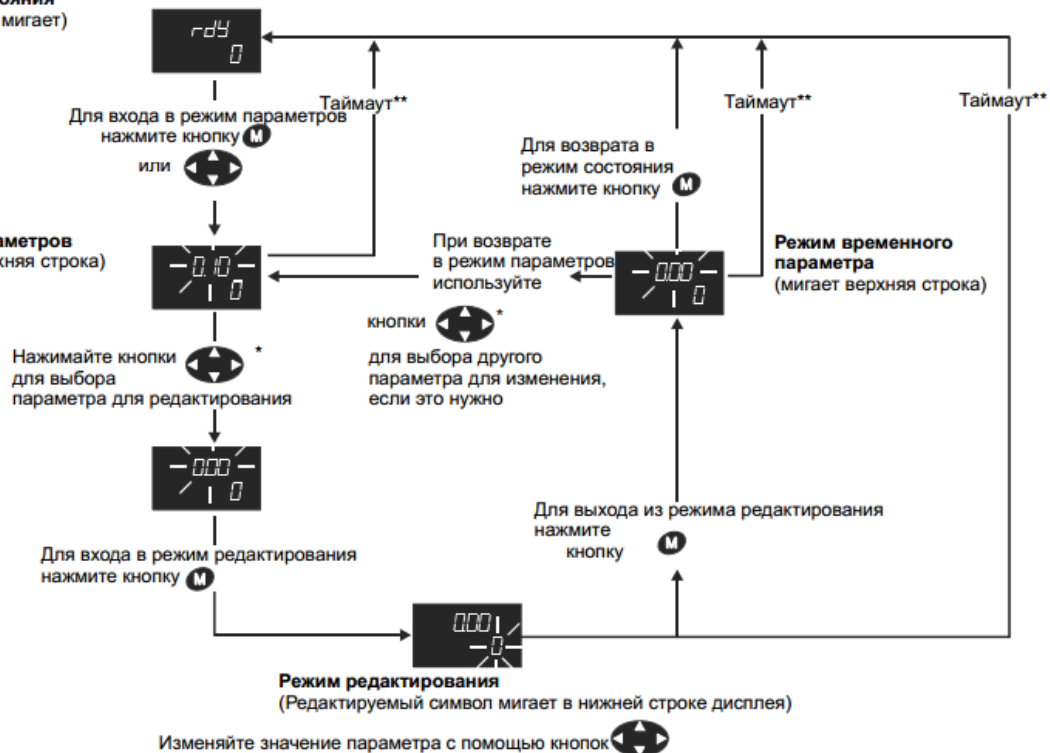 мигает)
rdY
0
Таймаут**
Таймаут**
Таймаут**
Для входа в режим параметров
нажмите кнопку M
или
Для возврата в
режим состояния
нажмите кнопку M
0.10
0
При возврате
в режим параметров
используйте
кнопки *
для выбора другого
параметра для изменения,
если это нужно
0.00
0
Режим временного
параметра
(мигает верхняя строка)
Нажимайте кнопки *
для выбора
параметра для редактирования
0.00
0
Для выхода из режима редактирования
нажмите
кнопку M
Для входа в режим редактирования
нажмите кнопку M
0.00
0
Режим редактирования
(Редактируемый символ мигает в нижней строке дисплея)
Изменяйте значение параметра с помощью кнопок
строка)